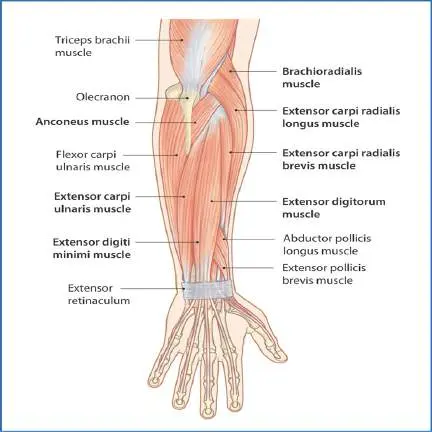 Triceps brachii
muscle
Olecranon
Anconeus muscle
Flexor carpi
ulnaris muscle
Extensor carpi
ulnaris muscle
Extensor digiti
minimi muscle
Extensor
retinaculum
Brachioradialis
muscle
Extensor carpi radialis
longus muscle
Extensor carpi radialis
brevis muscle
Extensor digitorum
muscle
Abductor pollicis
longus muscle
Extensor pollicis
brevis muscle